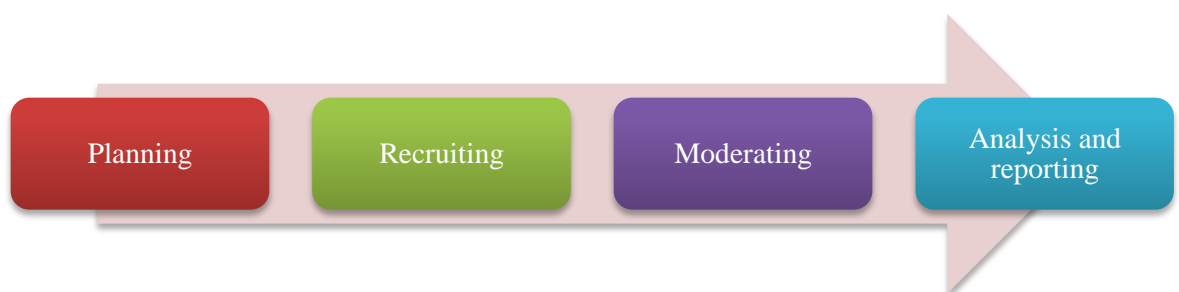 Planning
Recruiting
Moderating
Analysis and
reporting